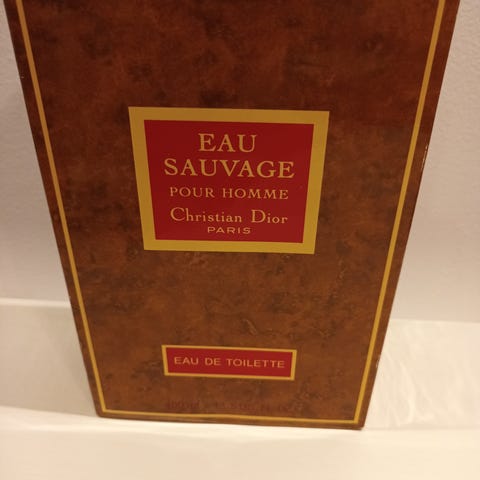 EAU
SAUVAGE
POUR HOMME
Christian Dior
PARIS
EAU DE TOILETTE